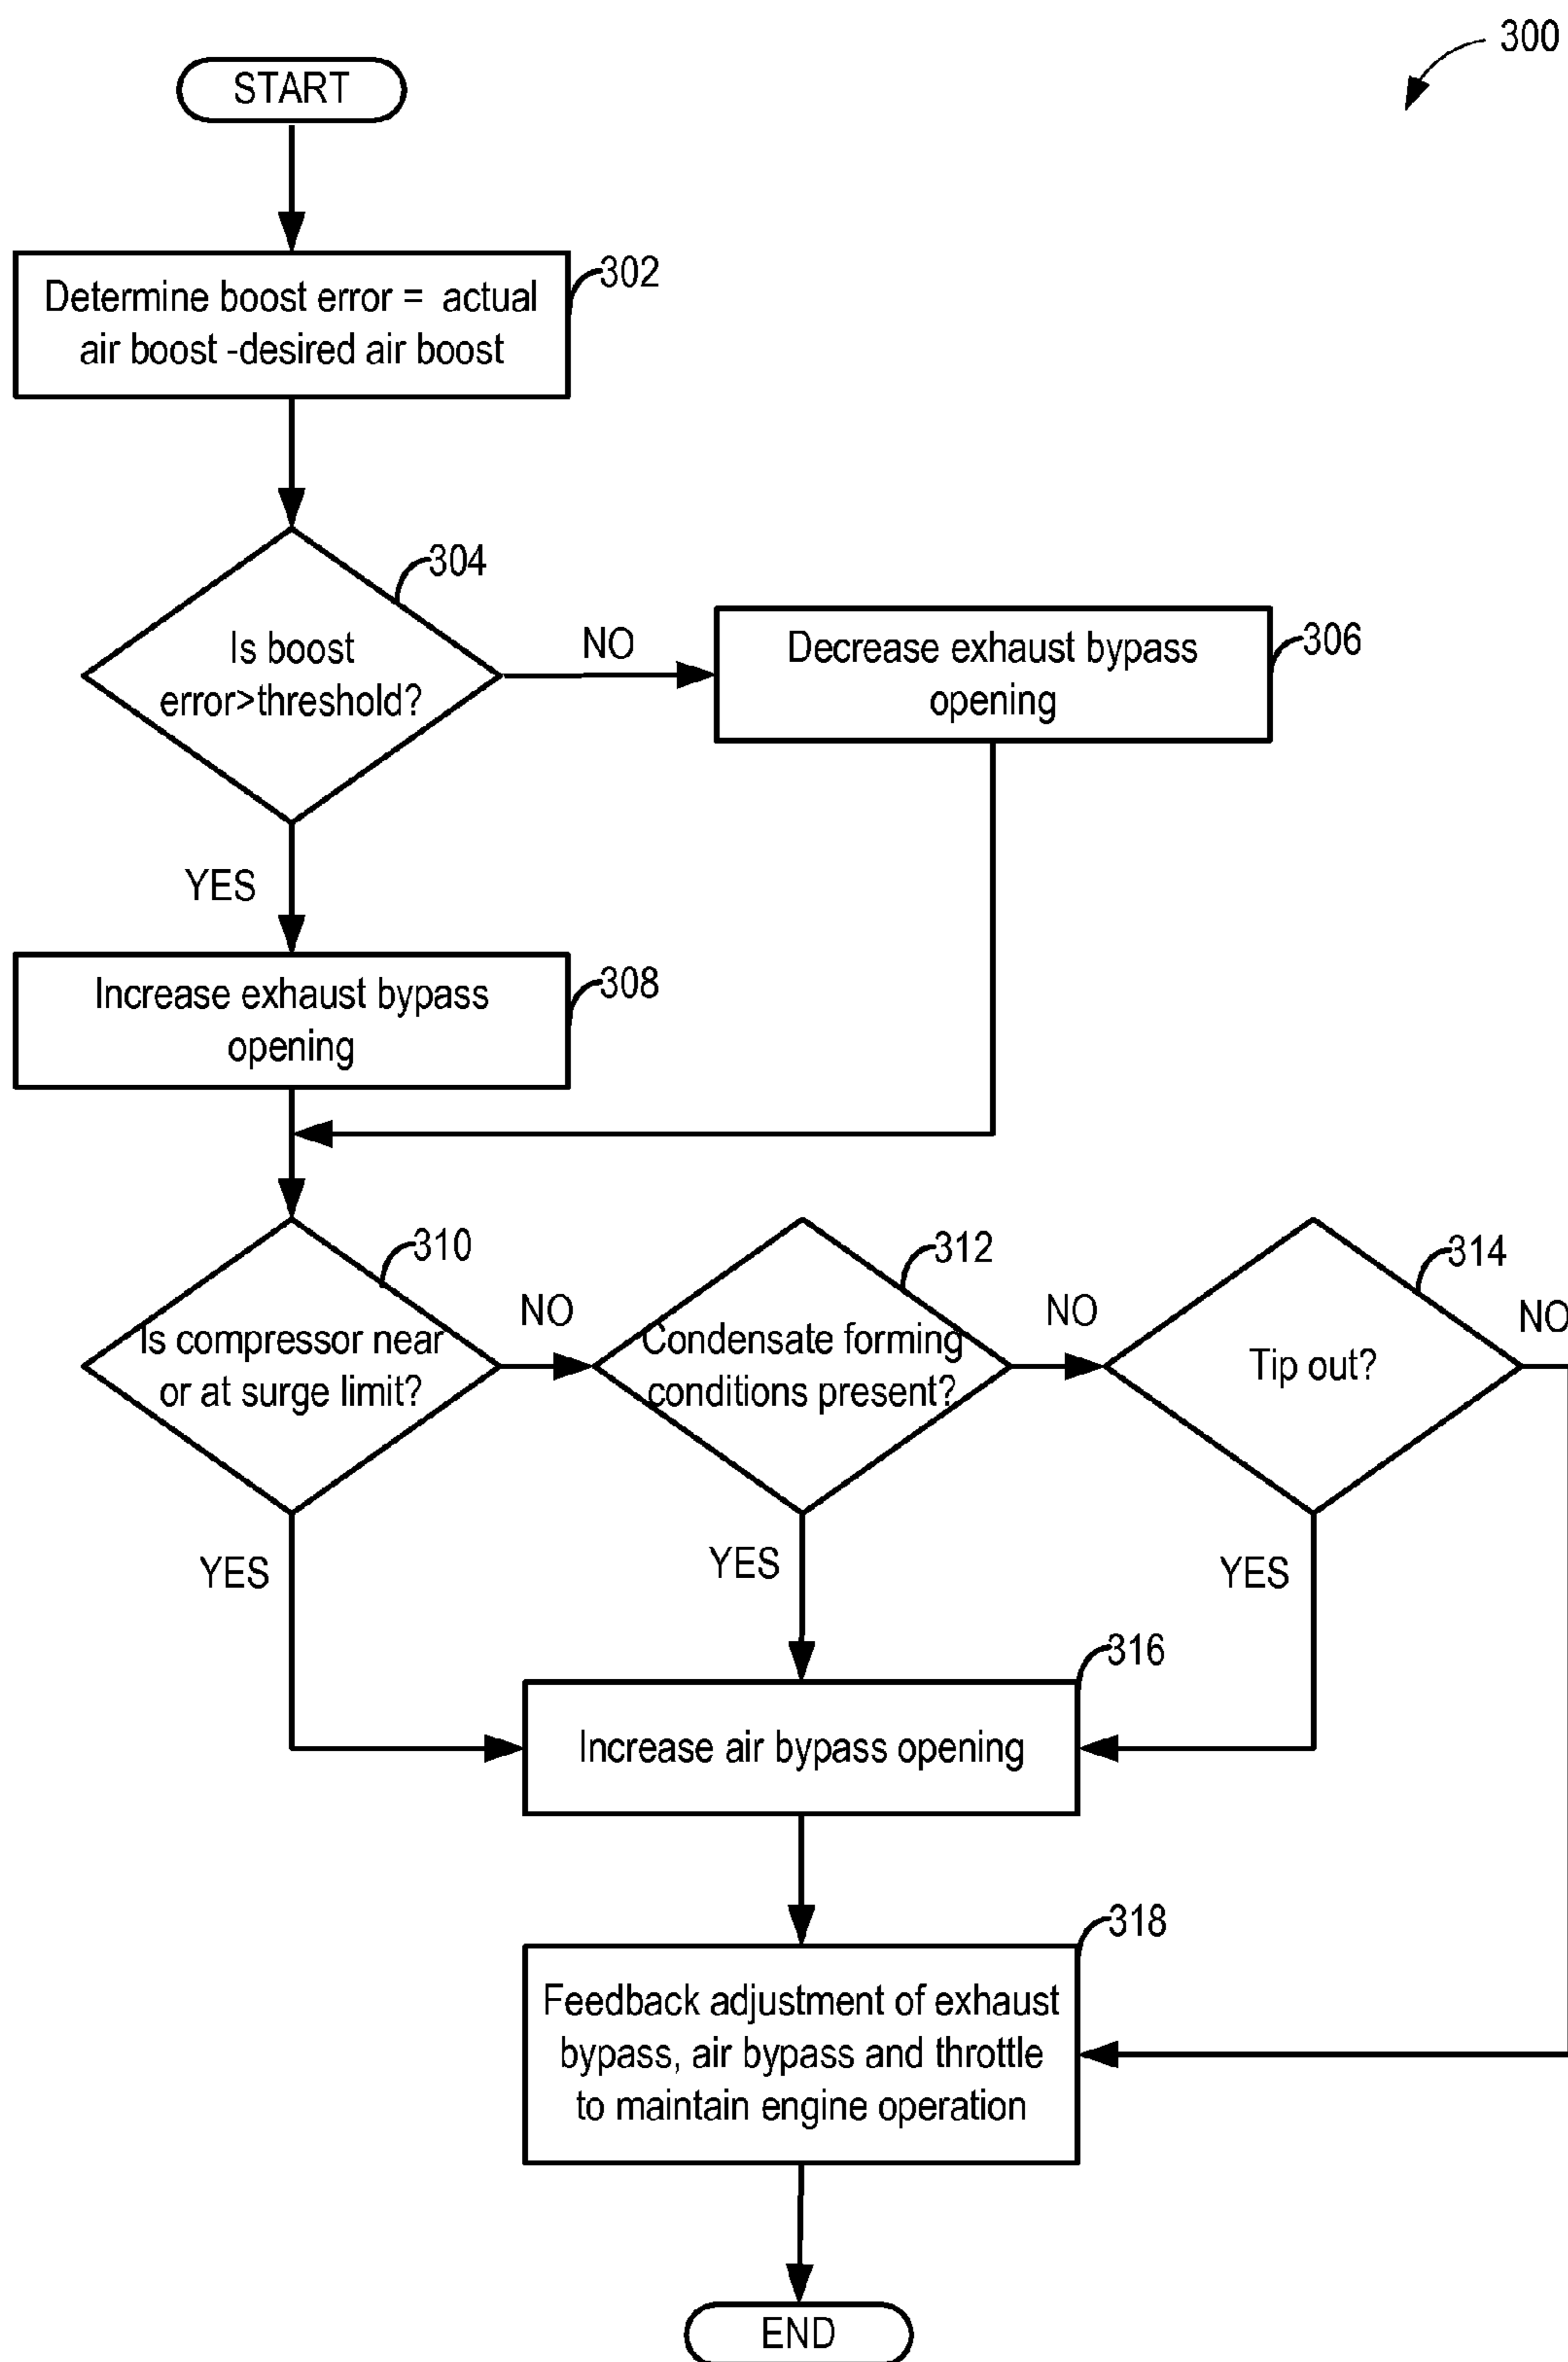 300
START
302
Determine boost error = actual
air boost -desired air boost
304
Is boost
error>threshold?
NO
306
Decrease exhaust bypass
opening
YES
308
Increase exhaust bypass
opening
310
Is compressor near
or at surge limit?
NO
312
Condensate forming
conditions present?
NO
314
Tip out?
NO
YES
YES
YES
316
Increase air bypass opening
318
Feedback adjustment of exhaust
bypass, air bypass and throttle
to maintain engine operation
END